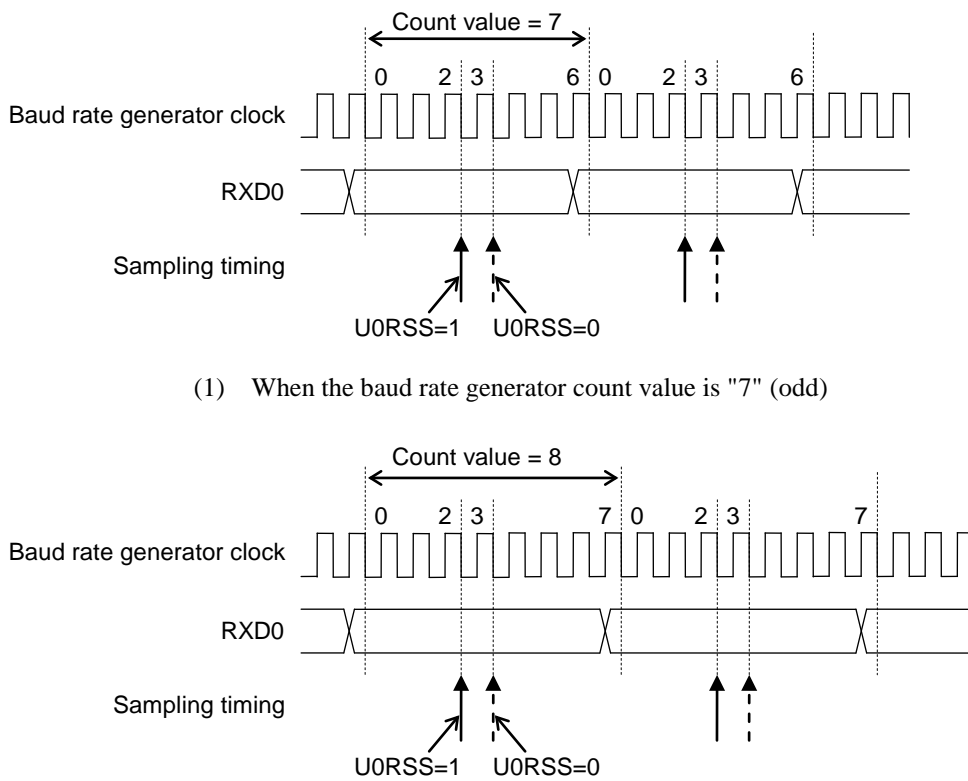 Count value = 7
0 2 3 6 0 2 3 6
Baud rate generator clock
RXD0
Sampling timing
U0RSS=1 U0RSS=0
(1) When the baud rate generator count value is "7" (odd)
Count value = 8
0 2 3 7 0 2 3 7
Baud rate generator clock
RXD0
Sampling timing
U0RSS=1 U0RSS=0